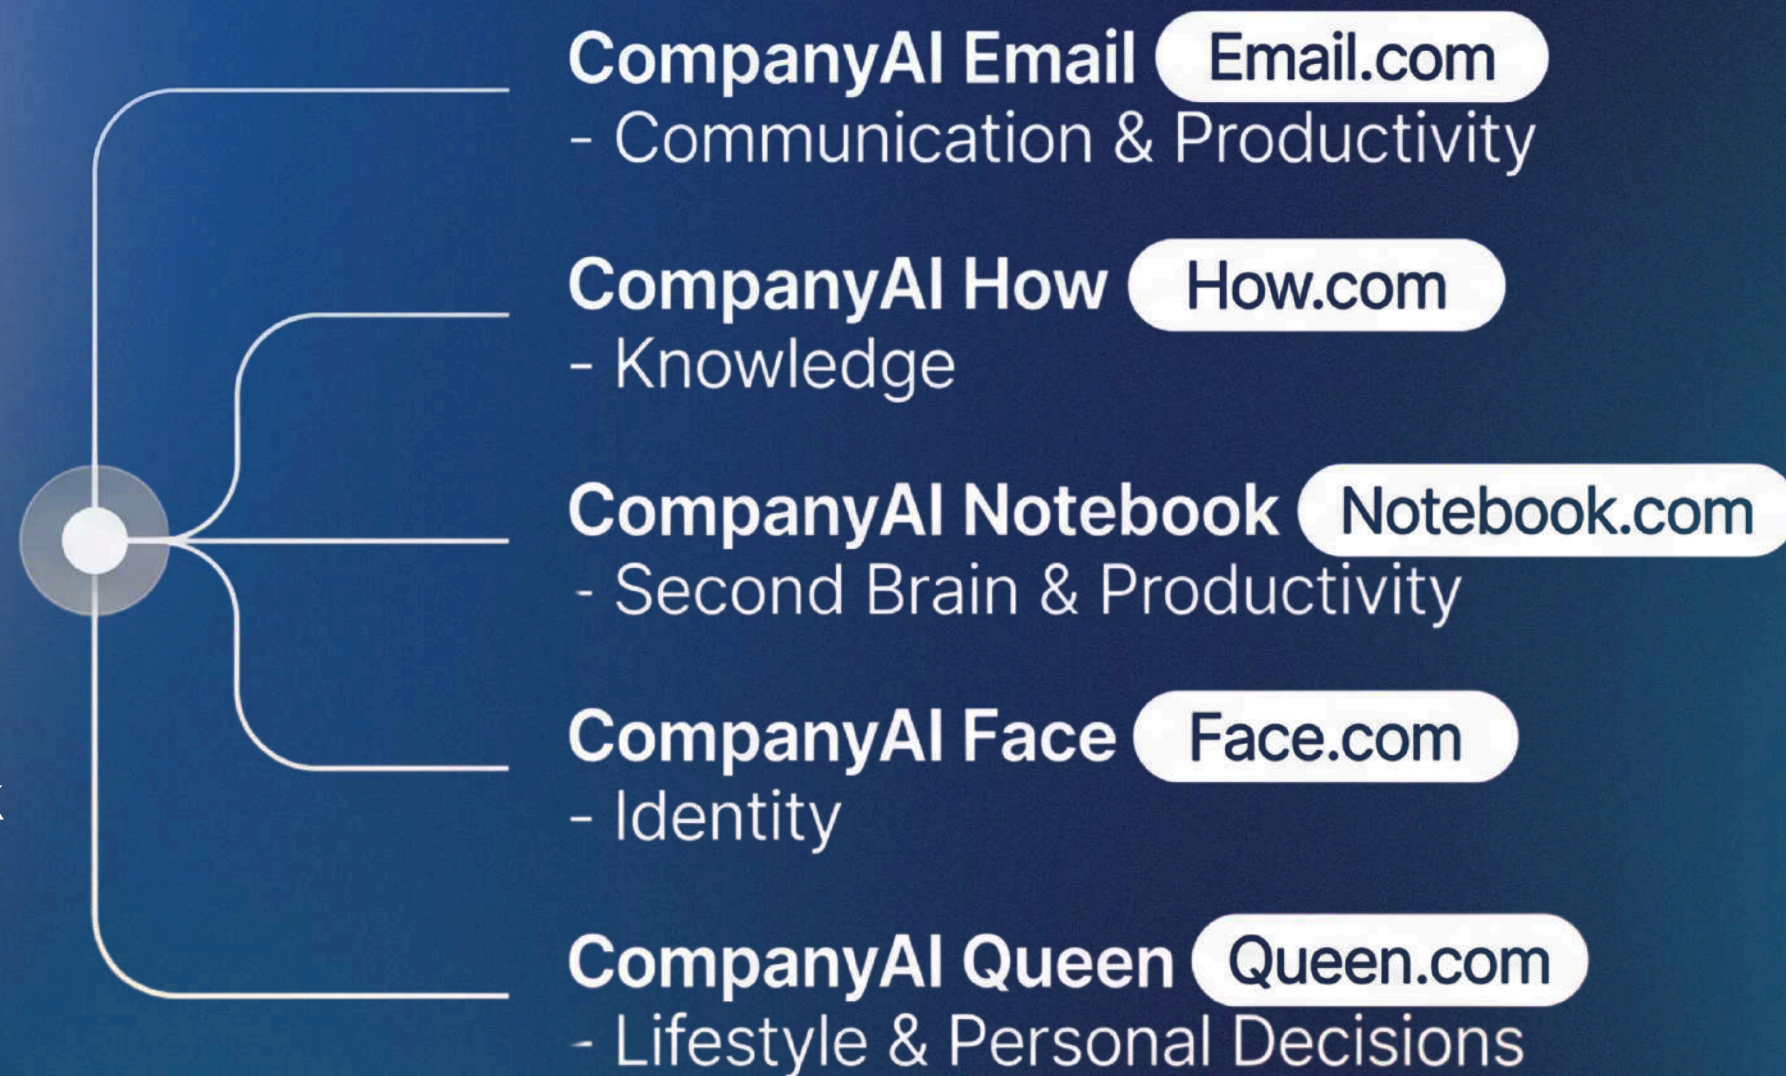 CompanyAI Email Email.com
- Communication & Productivity
CompanyAI How How.com
- Knowledge
CompanyAI Notebook Notebook.com
- Second Brain & Productivity
CompanyAI Face Face.com
- Identity
CompanyAI Queen Queen.com
- Lifestyle & Personal Decisions